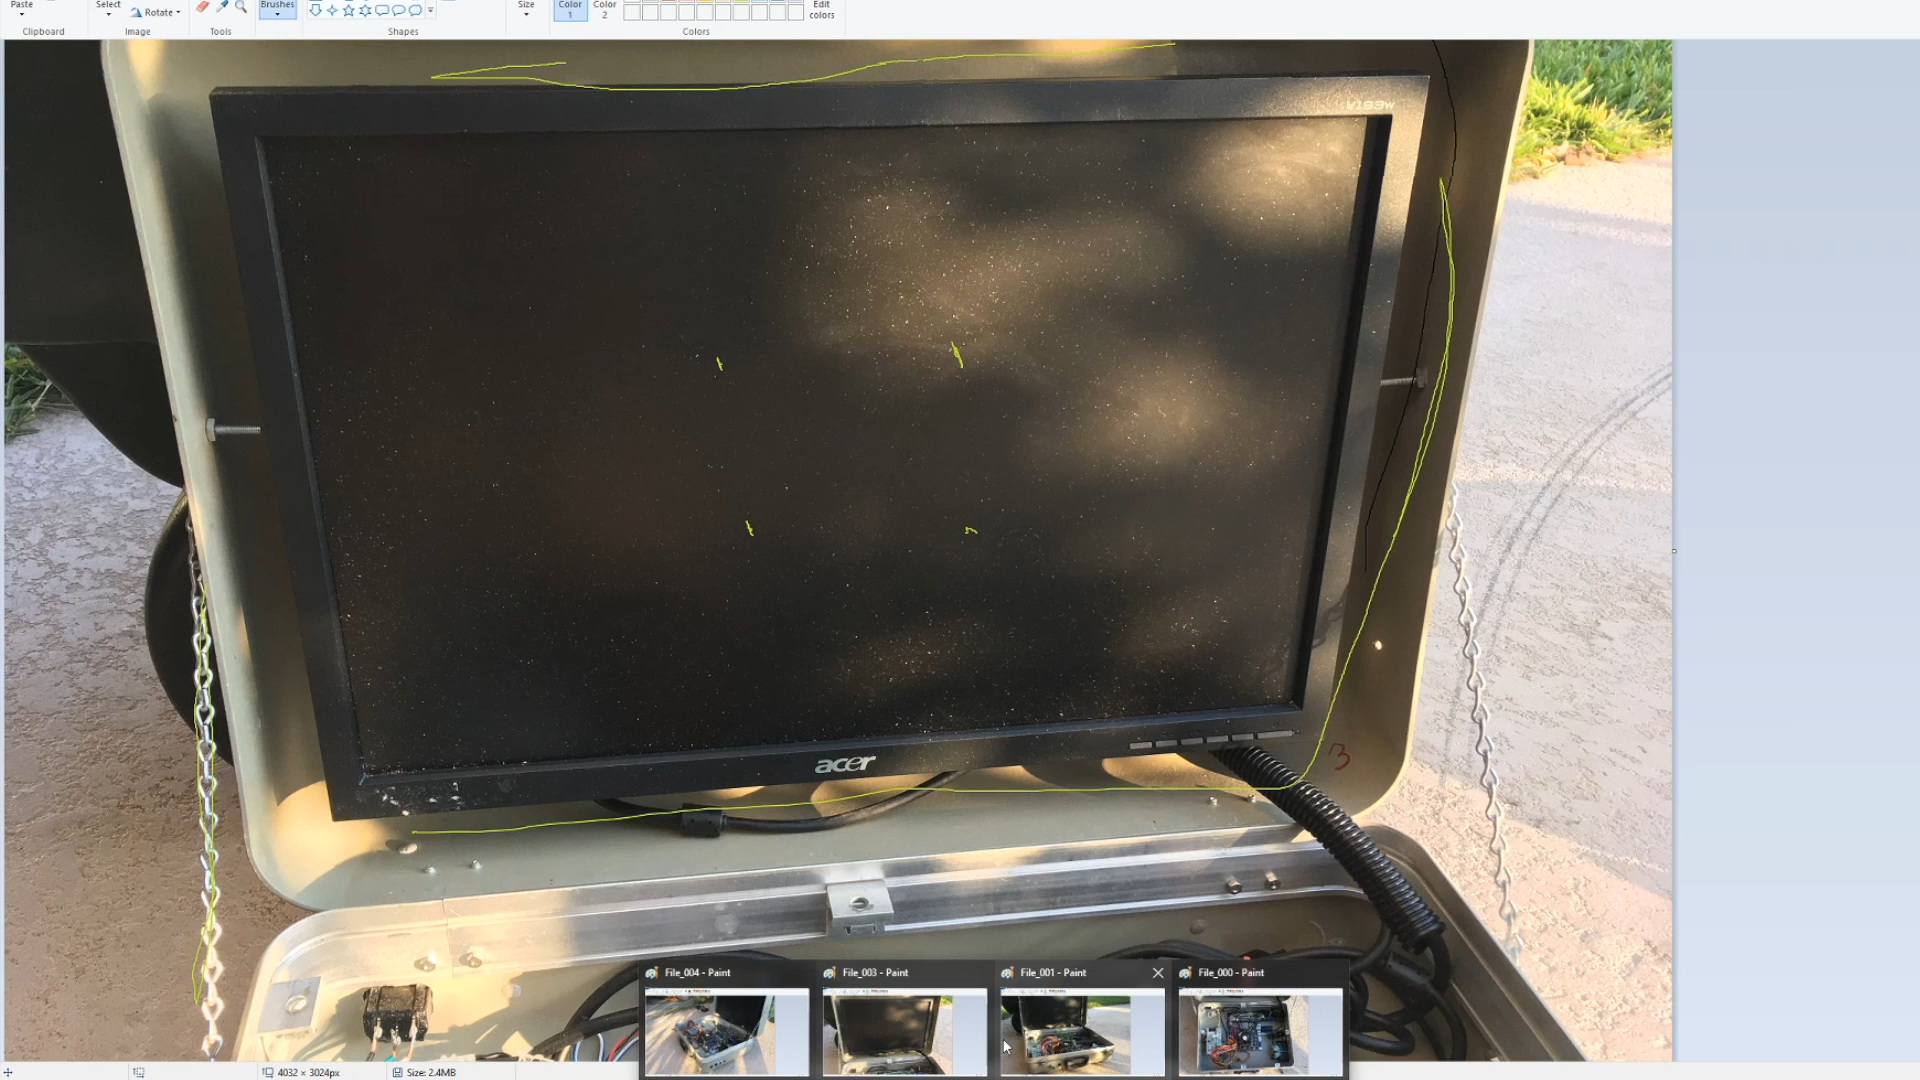 Paste
Select
Rotate
Brushes
Size
Color
1
Color
2
Edit
colors
Clipboard
Image
Tools
Shapes
Colors
V193W
acer
3
File_004 - Paint
File_003 - Paint
File_001 - Paint
File_000 - Paint
4032 × 3024px
Size: 2.4MB